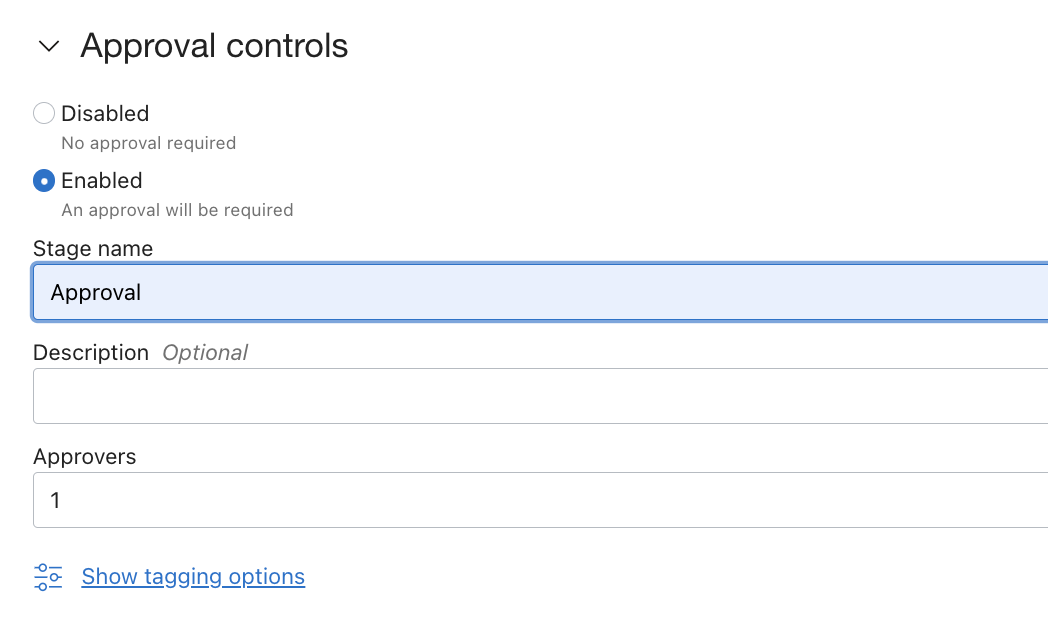 Approval controls
Disabled
No approval required
Enabled
An approval will be required
Stage name
Approval
Description Optional
Approvers
1
Show tagging options